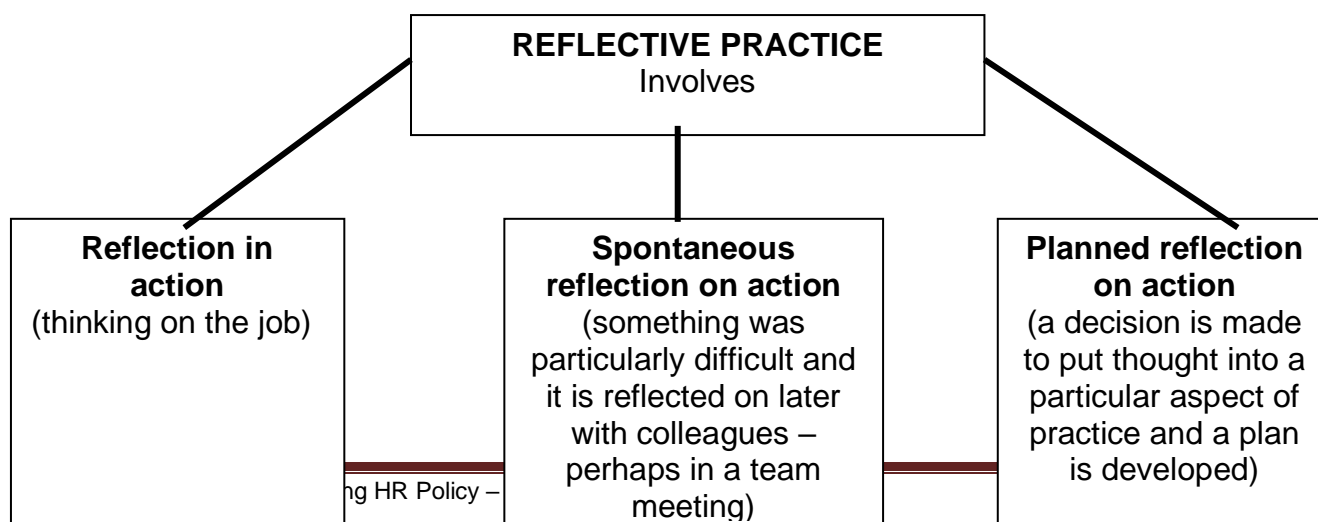 REFLECTIVE PRACTICE
Involves
Reflection in
action
(thinking on the job)
Spontaneous
reflection on action
(something was
particularly difficult and
it is reflected on later
with colleagues –
perhaps in a team
meeting)
Planned reflection
on action
(a decision is made
to put thought into a
particular aspect of
practice and a plan
is developed)
HR Policy –